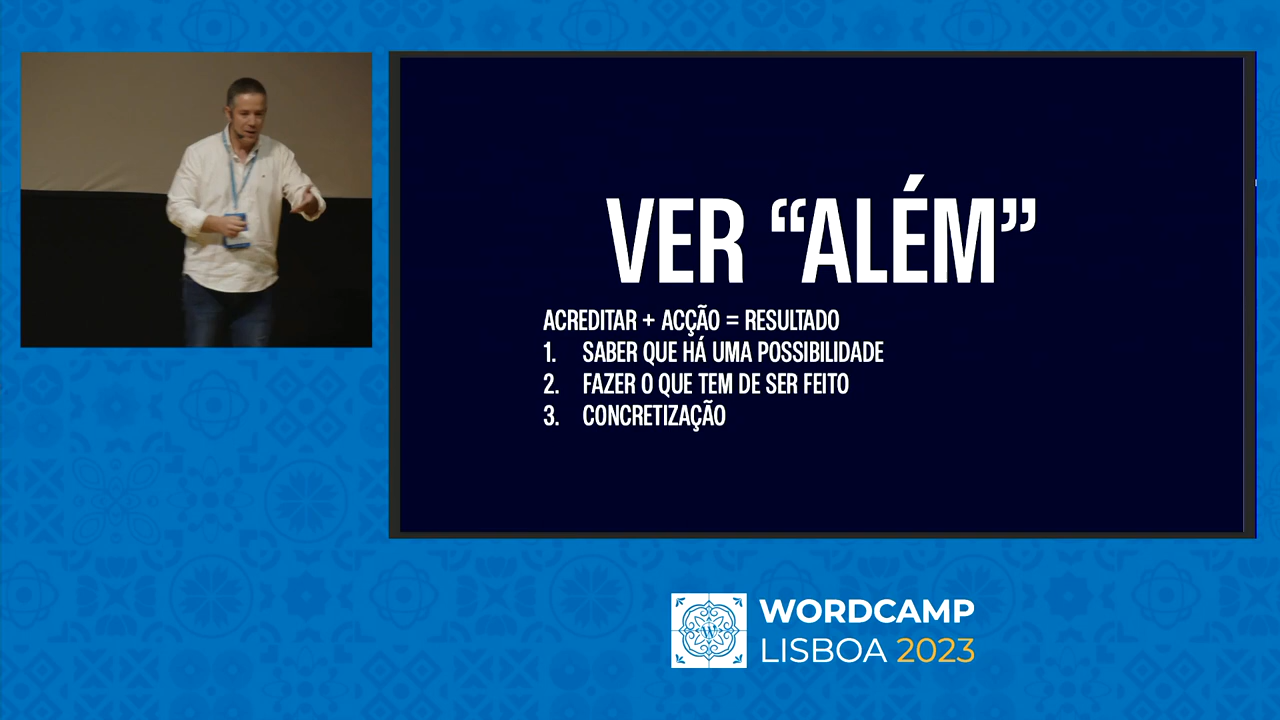 VER “ALÉM”
ACREDITAR + ACÇÃO = RESULTADO
1. SABER QUE HÁ UMA POSSIBILIDADE
2. FAZER O QUE TEM DE SER FEITO
3. CONCRETIZAÇÃO
WORDCAMP
LISBOA 2023